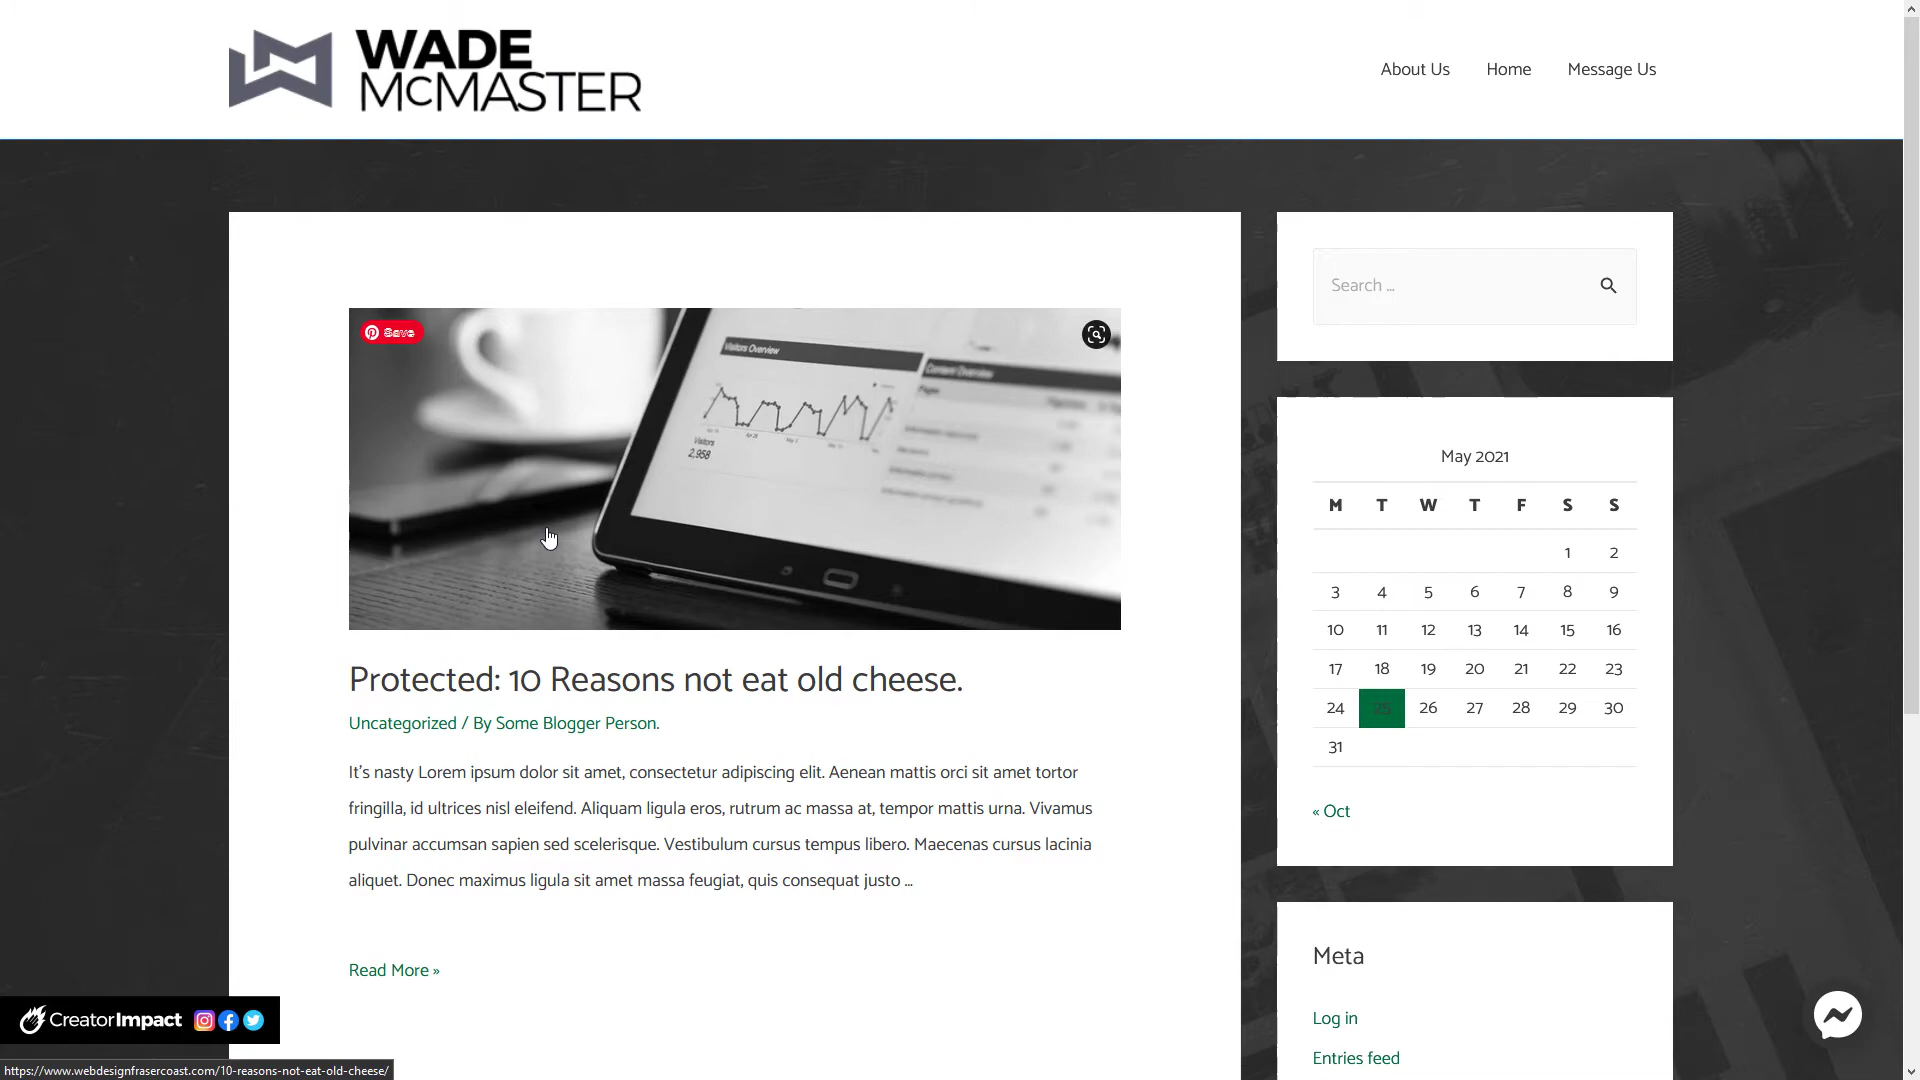 WADE
McMASTER
About Us
Home
Message Us
Save
Visitors Overview
Content Overview
Visitors
2,958
Protected: 10 Reasons not eat old cheese.
Uncategorized / By Some Blogger Person.
It's nasty Lorem ipsum dolor sit amet, consectetur adipiscing elit. Aenean mattis orci sit amet tortor
fringilla, id ultrices nisl eleifend. Aliquam ligula eros, rutrum ac massa at, tempor mattis urna. Vivamus
pulvinar accumsan sapien sed scelerisque. Vestibulum cursus tempus libero. Maecenas cursus lacinia
aliquet. Donec maximus ligula sit amet massa feugiat, quis consequat justo …
Read More »
Search …
May 2021
M T W T F S S
1 2
3 4 5 6 7 8 9
10 11 12 13 14 15 16
17 18 19 20 21 22 23
24 25 26 27 28 29 30
31
« Oct
Meta
Log in
Entries feed
CreatorImpact
https://www.webdesignfrasercoast.com/10-reasons-not-eat-old-cheese/